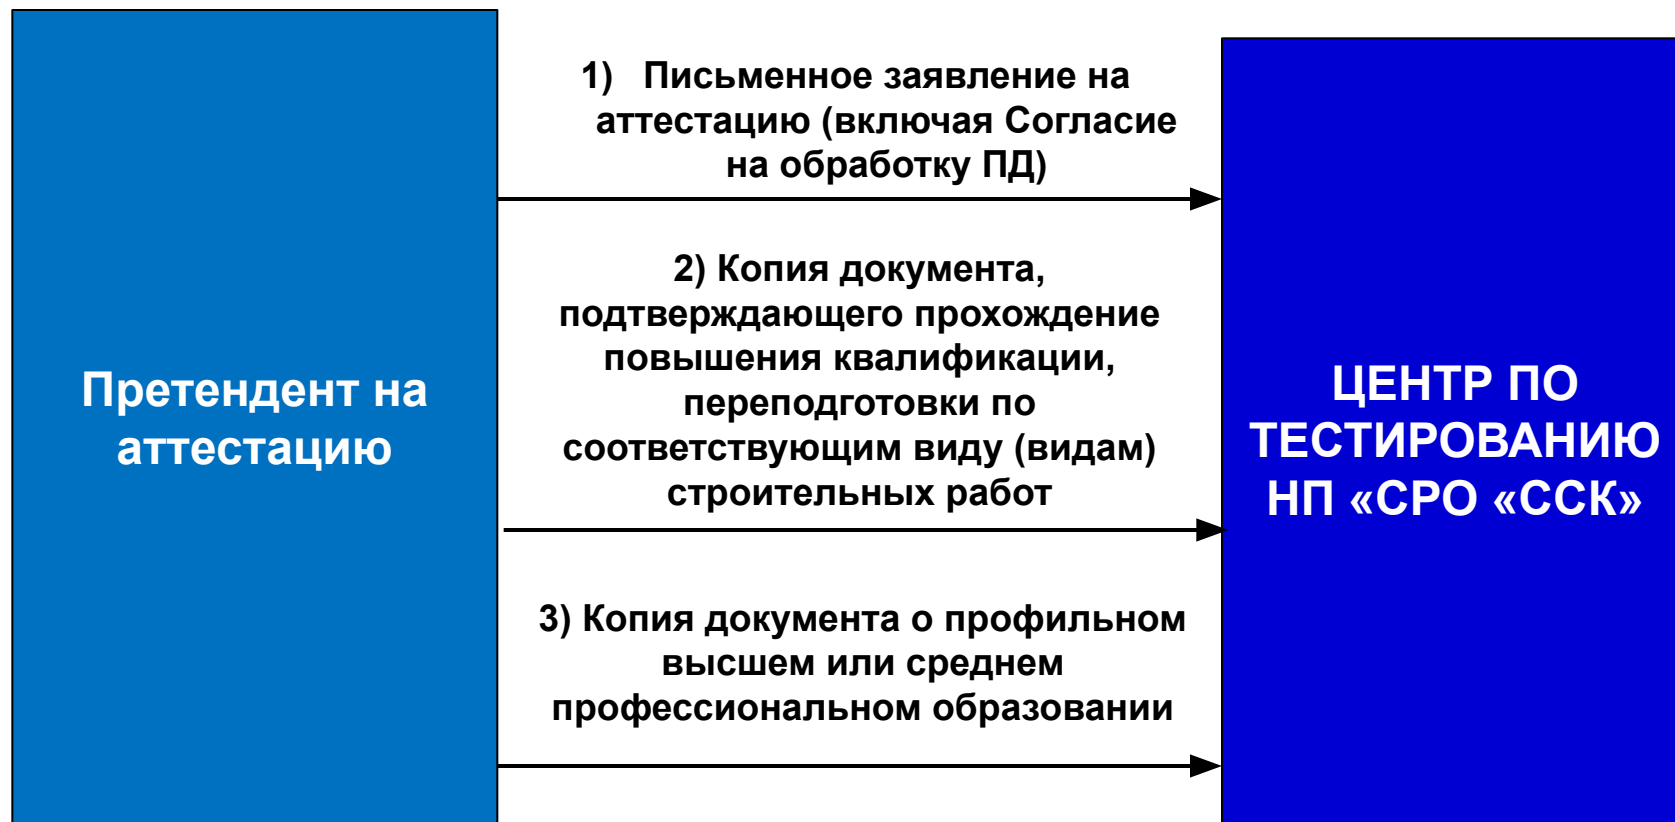 Претендент на
аттестацию
1) Письменное заявление на
аттестацию (включая Согласие
на обработку ПД)
2) Копия документа,
подтверждающего прохождение
повышения квалификации,
переподготовки по
соответствующим виду (видам)
строительных работ
3) Копия документа о профильном
высшем или среднем
профессиональном образовании
ЦЕНТР ПО
ТЕСТИРОВАНИЮ
НП «СРО «ССК»